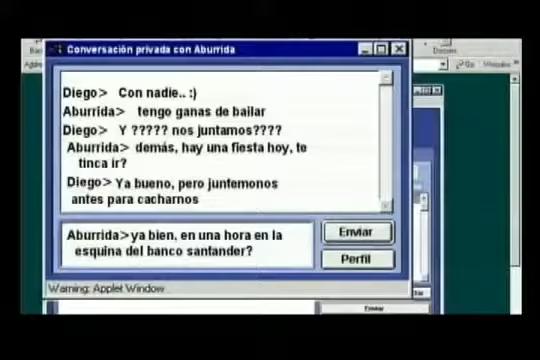 Conversación privada con Aburrida
Diego> Con nadie.. :)
Aburrida> tengo ganas de bailar
Diego> Y ????? nos juntamos????
Aburrida> demás, hay una fiesta hoy, te
tinca ir?
Diego> Ya bueno, pero juntemonos
antes para cacharnos
Aburrida>ya bien, en una hora en la
esquina del banco santander?
Enviar
Perfil
Warning: Applet Window
Enviar